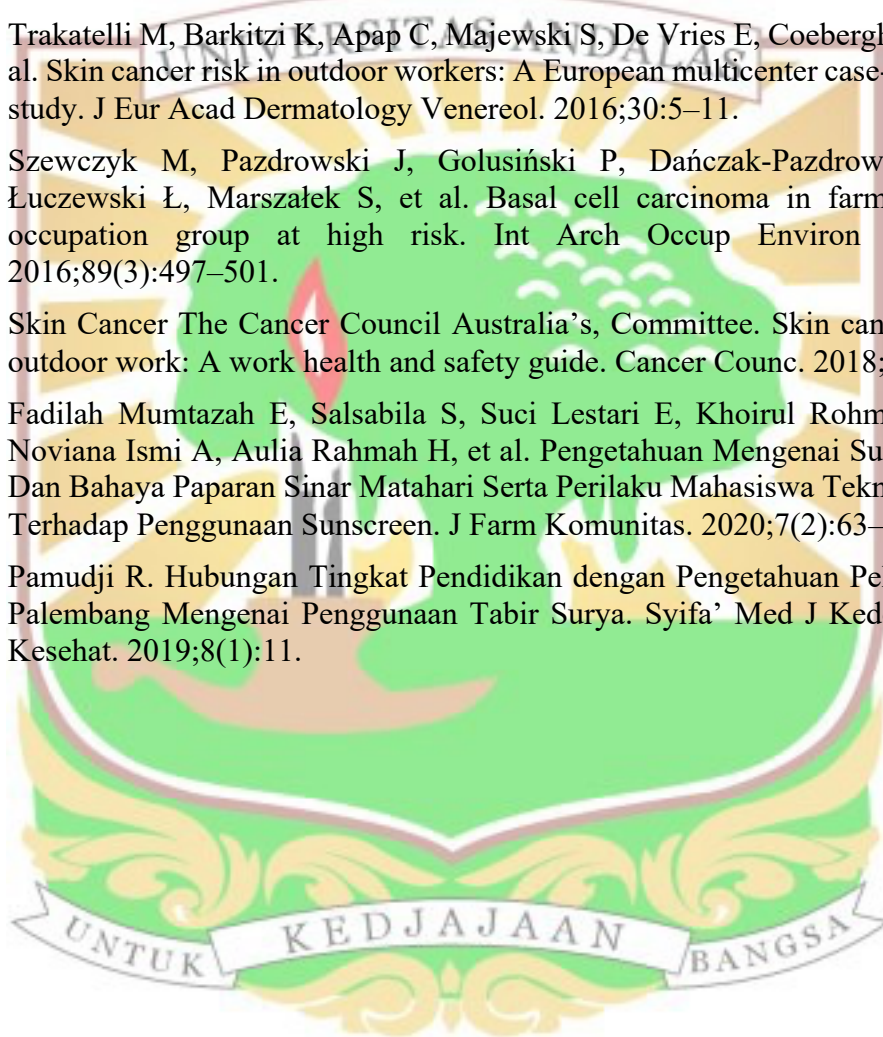 UNIVERSITAS ANDALAS
Trakatelli M, Barkitzi K, Apap C, Majewski S, De Vries E, Coebergh
al. Skin cancer risk in outdoor workers: A European multicenter case-
study. J Eur Acad Dermatology Venereol. 2016;30:5–11.
Szewczyk M, Pazdrowski J, Golusiński P, Dańczak-Pazdrow
Łuczewski Ł, Marszałek S, et al. Basal cell carcinoma in farm
occupation group at high risk. Int Arch Occup Environ
2016;89(3):497–501.
Skin Cancer The Cancer Council Australia’s, Committee. Skin can
outdoor work: A work health and safety guide. Cancer Counc. 2018;
Fadilah Mumtazah E, Salsabila S, Suci Lestari E, Khoirul Rohm
Noviana Ismi A, Aulia Rahmah H, et al. Pengetahuan Mengenai Su
Dan Bahaya Paparan Sinar Matahari Serta Perilaku Mahasiswa Tekn
Terhadap Penggunaan Sunscreen. J Farm Komunitas. 2020;7(2):63–
Pamudji R. Hubungan Tingkat Pendidikan dengan Pengetahuan Pe
Palembang Mengenai Penggunaan Tabir Surya. Syifa’ Med J Ked
Kesehat. 2019;8(1):11.
UNTUK KEDJAJAAN BANGSA